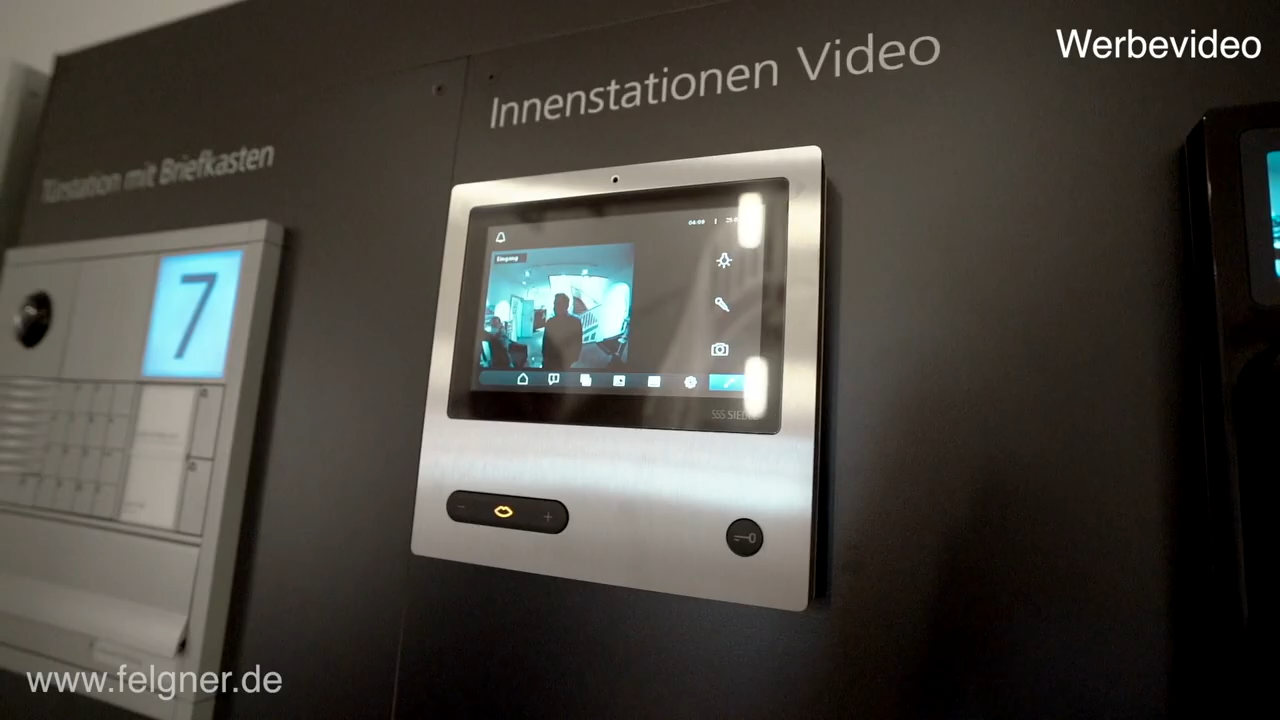 Werbevideo
Innenstationen Video
Türstation mit Briefkasten
7
04:09
Eingang
SSS SIEDLE
- +
www.felgner.de